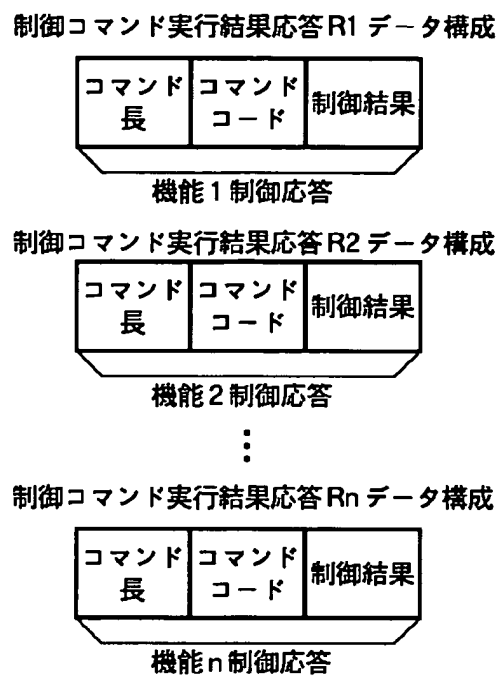 制御コマンド実行結果応答R1データ構成
コマンド長 コマンドコード 制御結果
機能1制御応答
制御コマンド実行結果応答R2データ構成
コマンド長 コマンドコード 制御結果
機能2制御応答
⋮
制御コマンド実行結果応答Rnデータ構成
コマンド長 コマンドコード 制御結果
機能n制御応答